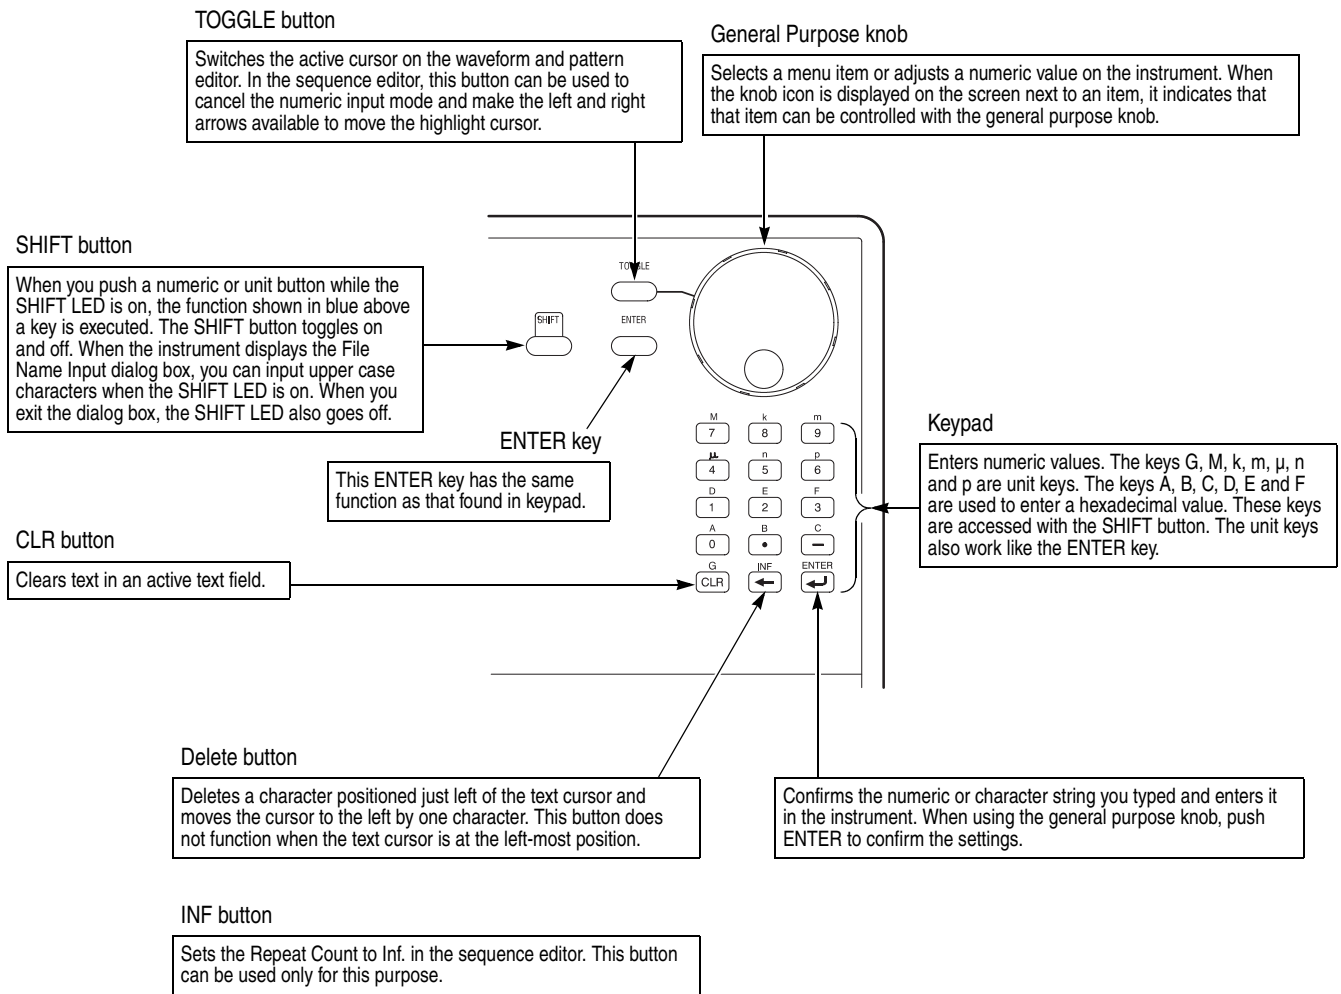 TOGGLE button
Switches the active cursor on the waveform and pattern
editor. In the sequence editor, this button can be used to
cancel the numeric input mode and make the left and right
arrows available to move the highlight cursor.
General Purpose knob
Selects a menu item or adjusts a numeric value on the instrument. When
the knob icon is displayed on the screen next to an item, it indicates that
that item can be controlled with the general purpose knob.
SHIFT button
When you push a numeric or unit button while the
SHIFT LED is on, the function shown in blue above
a key is executed. The SHIFT button toggles on
and off. When the instrument displays the File
Name Input dialog box, you can input upper case
characters when the SHIFT LED is on. When you
exit the dialog box, the SHIFT LED also goes off.
TOGGLE
SHIFT
ENTER
ENTER key
This ENTER key has the same
function as that found in keypad.
M k m
7 8 9
µ n p
4 5 6
D E F
1 2 3
A B C
0 • −
G INF ENTER
CLR ← ↵
Keypad
Enters numeric values. The keys G, M, k, m, µ, n
and p are unit keys. The keys A, B, C, D, E and F
are used to enter a hexadecimal value. These keys
are accessed with the SHIFT button. The unit keys
also work like the ENTER key.
CLR button
Clears text in an active text field.
Delete button
Deletes a character positioned just left of the text cursor and
moves the cursor to the left by one character. This button does
not function when the text cursor is at the left-most position.
Confirms the numeric or character string you typed and enters it
in the instrument. When using the general purpose knob, push
ENTER to confirm the settings.
INF button
Sets the Repeat Count to Inf. in the sequence editor. This button
can be used only for this purpose.